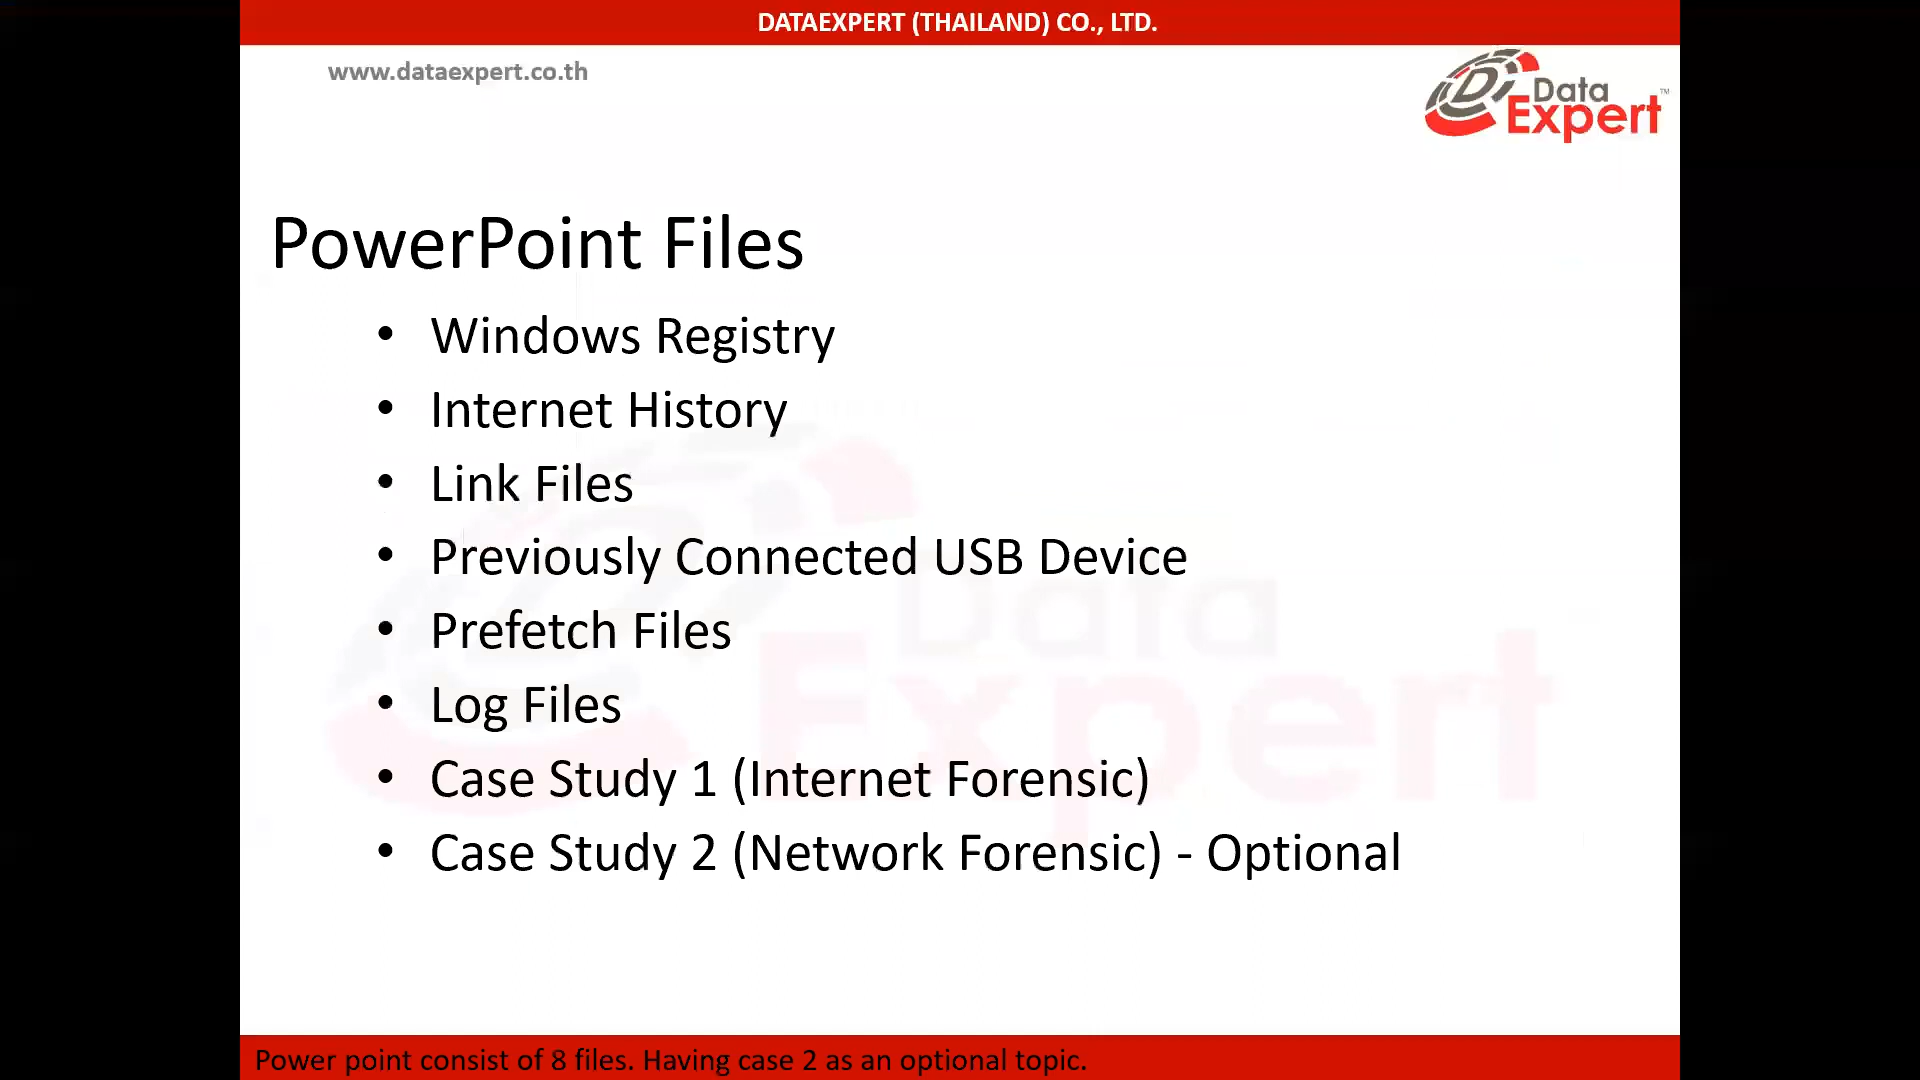 DATAEXPERT (THAILAND) CO., LTD.
www.dataexpert.co.th
Data
Expert™
PowerPoint Files
• Windows Registry
• Internet History
• Link Files
• Previously Connected USB Device
• Prefetch Files
• Log Files
• Case Study 1 (Internet Forensic)
• Case Study 2 (Network Forensic) - Optional
Data
Expert
Power point consist of 8 files. Having case 2 as an optional topic.